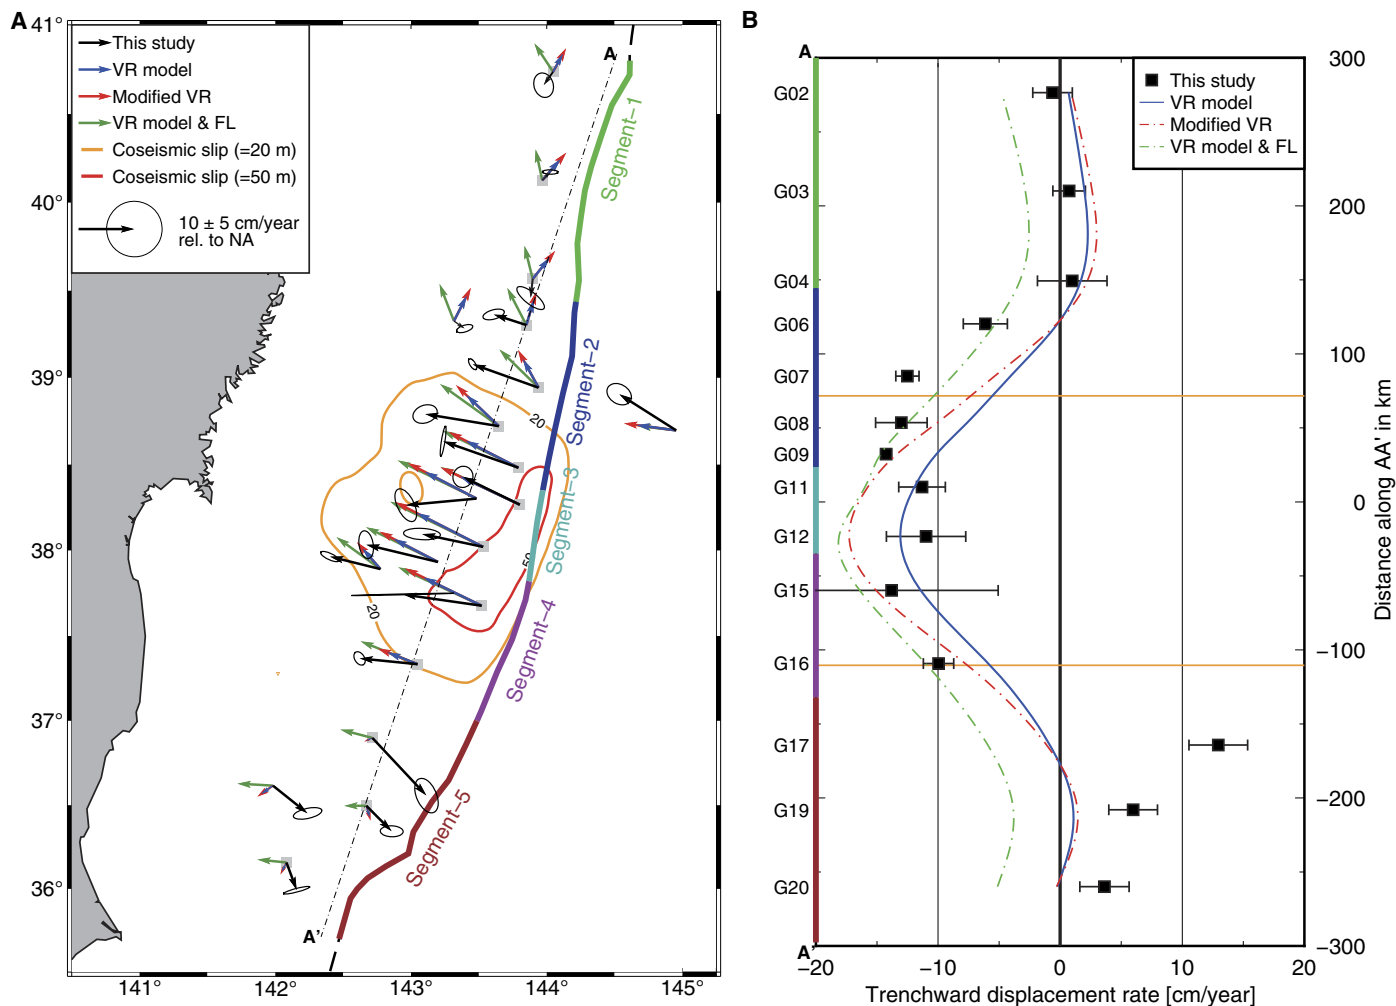 A
41°
40°
39°
38°
37°
36°
141°
142°
143°
144°
145°
This study
VR model
Modified VR
VR model & FL
Coseismic slip (=20 m)
Coseismic slip (=50 m)
10 ± 5 cm/year
rel. to NA
A
Segment-1
Segment-2
Segment-3
Segment-4
Segment-5
20
50
20
A'
B
A
G02
G03
G04
G06
G07
G08
G09
G11
G12
G15
G16
G17
G19
G20
A'
This study
VR model
Modified VR
VR model & FL
300
200
100
0
−100
−200
−300
Distance along AA' in km
−20
−10
0
10
20
Trenchward displacement rate [cm/year]